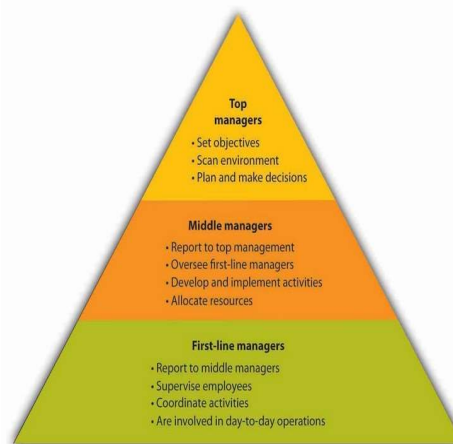 Top
managers
• Set objectives
• Scan environment
• Plan and make decisions
Middle managers
• Report to top management
• Oversee first-line managers
• Develop and implement activities
• Allocate resources
First-line managers
• Report to middle managers
• Supervise employees
• Coordinate activities
• Are involved in day-to-day operations